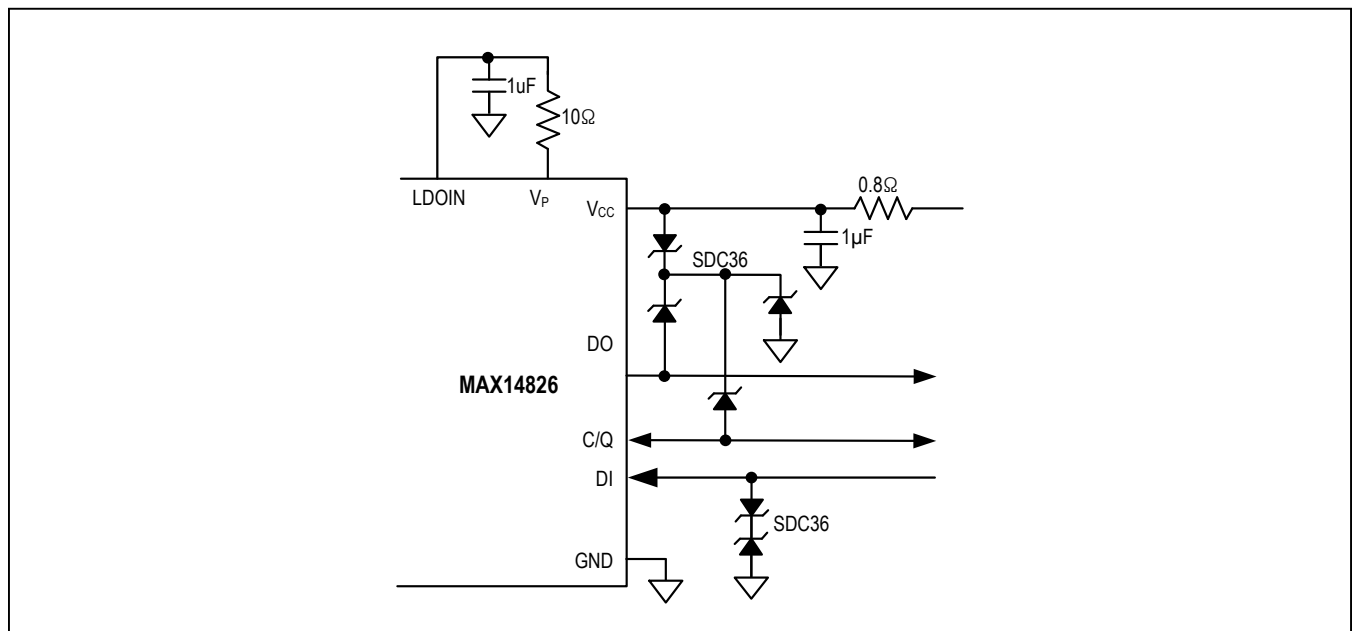 1uF
10Ω
LDOIN
VP
VCC
0.8Ω
1µF
SDC36
DO
MAX14826
C/Q
DI
SDC36
GND